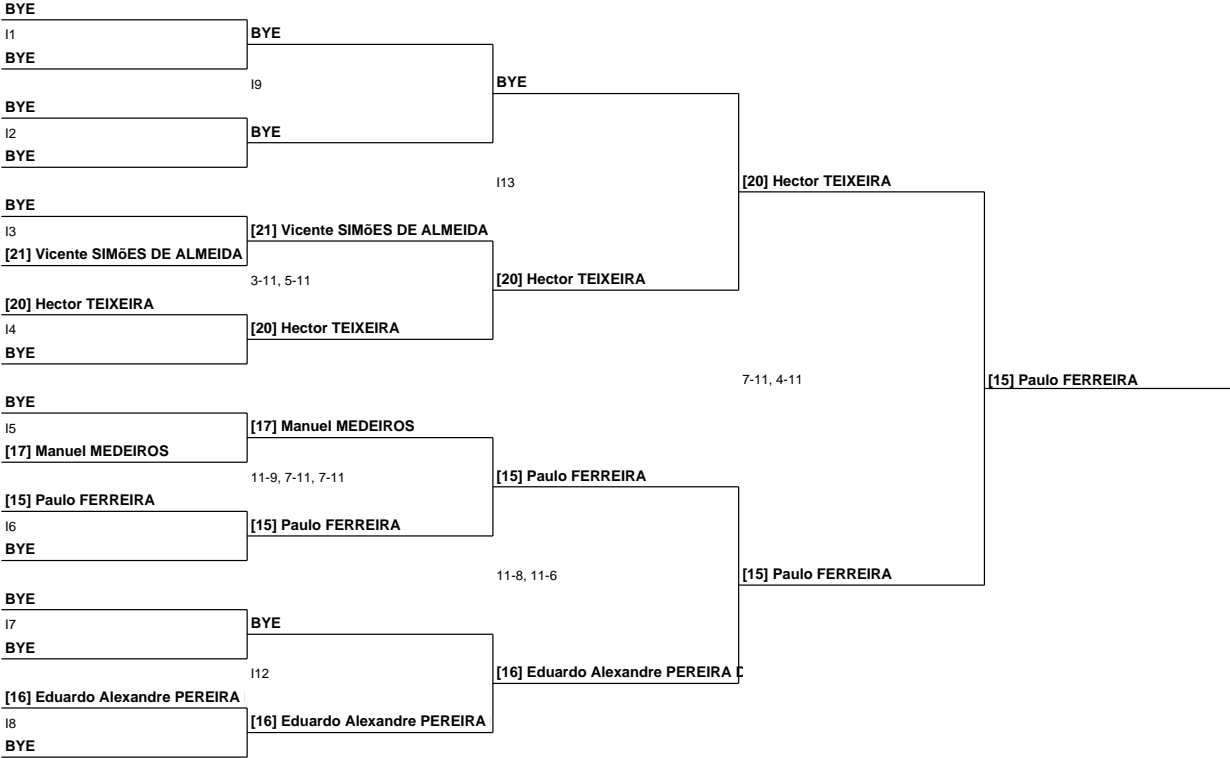 BYE
I1
BYE
BYE
I9
BYE
BYE
I2
BYE
BYE
I13
[20] Hector TEIXEIRA
BYE
I3
[21] Vicente SIMõES DE ALMEIDA
[21] Vicente SIMõES DE ALMEIDA
3-11, 5-11
[20] Hector TEIXEIRA
[20] Hector TEIXEIRA
I4
[20] Hector TEIXEIRA
BYE
7-11, 4-11
[15] Paulo FERREIRA
BYE
I5
[17] Manuel MEDEIROS
[17] Manuel MEDEIROS
11-9, 7-11, 7-11
[15] Paulo FERREIRA
[15] Paulo FERREIRA
I6
[15] Paulo FERREIRA
BYE
11-8, 11-6
[15] Paulo FERREIRA
BYE
I7
BYE
BYE
I12
[16] Eduardo Alexandre PEREIRA
[16] Eduardo Alexandre PEREIRA
I8
[16] Eduardo Alexandre PEREIRA
BYE